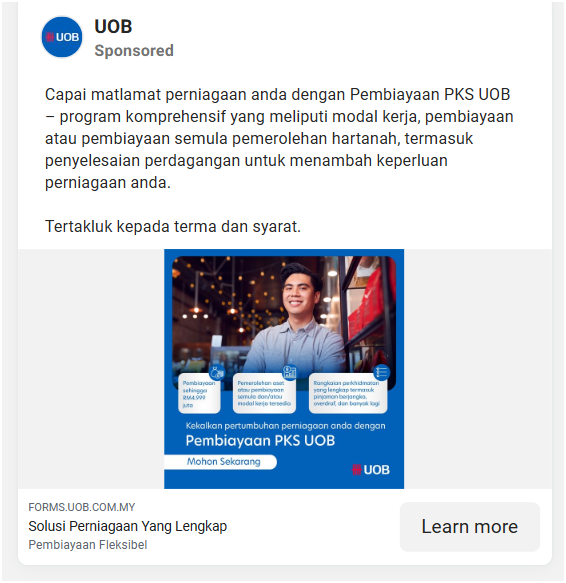 UOB
UOB
Sponsored
Capai matlamat perniagaan anda dengan Pembiayaan PKS UOB
– program komprehensif yang meliputi modal kerja, pembiayaan
atau pembiayaan semula pemerolehan hartanah, termasuk
penyelesaian perdagangan untuk menambah keperluan
perniagaan anda.
Tertakluk kepada terma dan syarat.
Pembiayaan
sehingga
RM4.999
juta
Pemerolehan aset
atau pembiayaan
semula dan/atau
modal kerja tersedia
Rangkaian perkhidmatan
yang lengkap termasuk
pinjaman berjangka,
overdraf, dan banyak lagi
Kekalkan pertumbuhan perniagaan anda dengan
Pembiayaan PKS UOB
Mohon Sekarang
UOB
FORMS.UOB.COM.MY
Solusi Perniagaan Yang Lengkap
Pembiayaan Fleksibel
Learn more